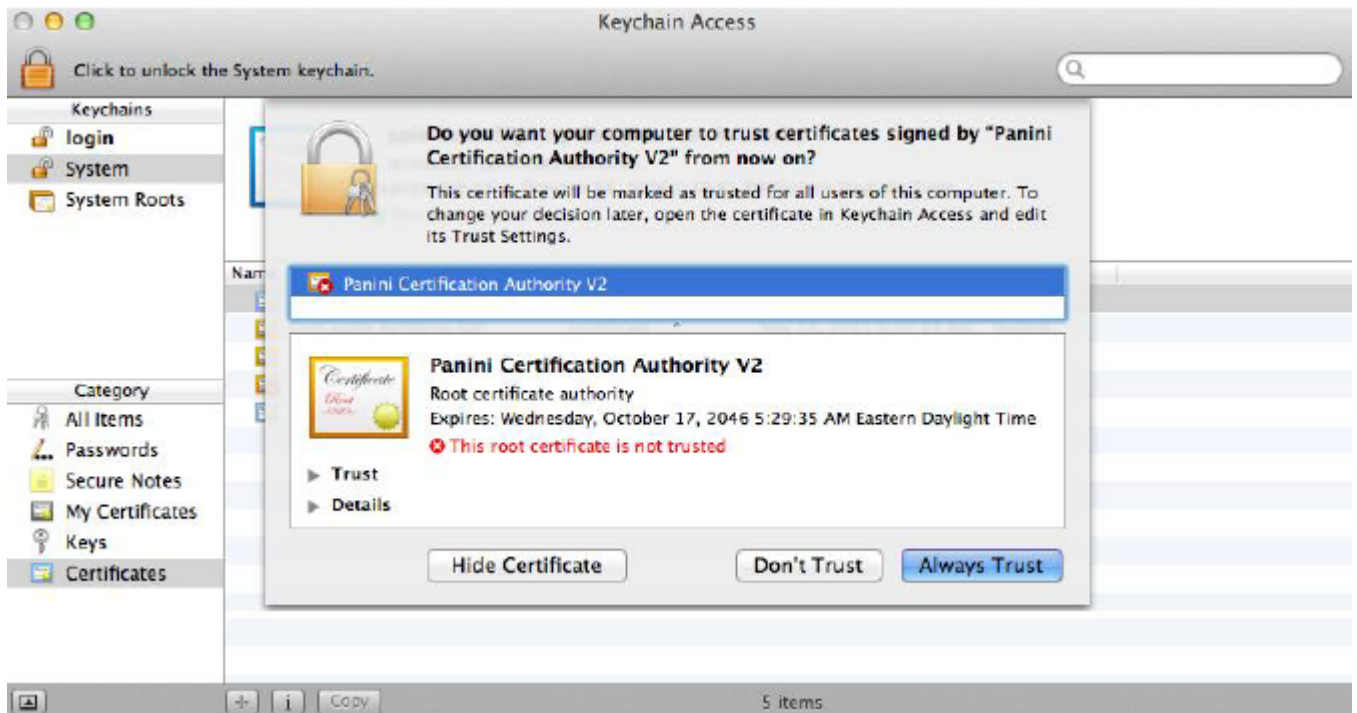 Keychain Access
Click to unlock the System keychain.
Keychains
login
System
System Roots
Do you want your computer to trust certificates signed by "Panini
Certification Authority V2" from now on?
This certificate will be marked as trusted for all users of this computer. To
change your decision later, open the certificate in Keychain Access and edit
its Trust Settings.
Nam
Panini Certification Authority V2
Certificate
Root
Panini Certification Authority V2
Root certificate authority
Expires: Wednesday, October 17, 2046 5:29:35 AM Eastern Daylight Time
This root certificate is not trusted
Trust
Details
Category
All Items
Passwords
Secure Notes
My Certificates
Keys
Certificates
Hide Certificate
Don't Trust
Always Trust
+
i
Copy
5 items